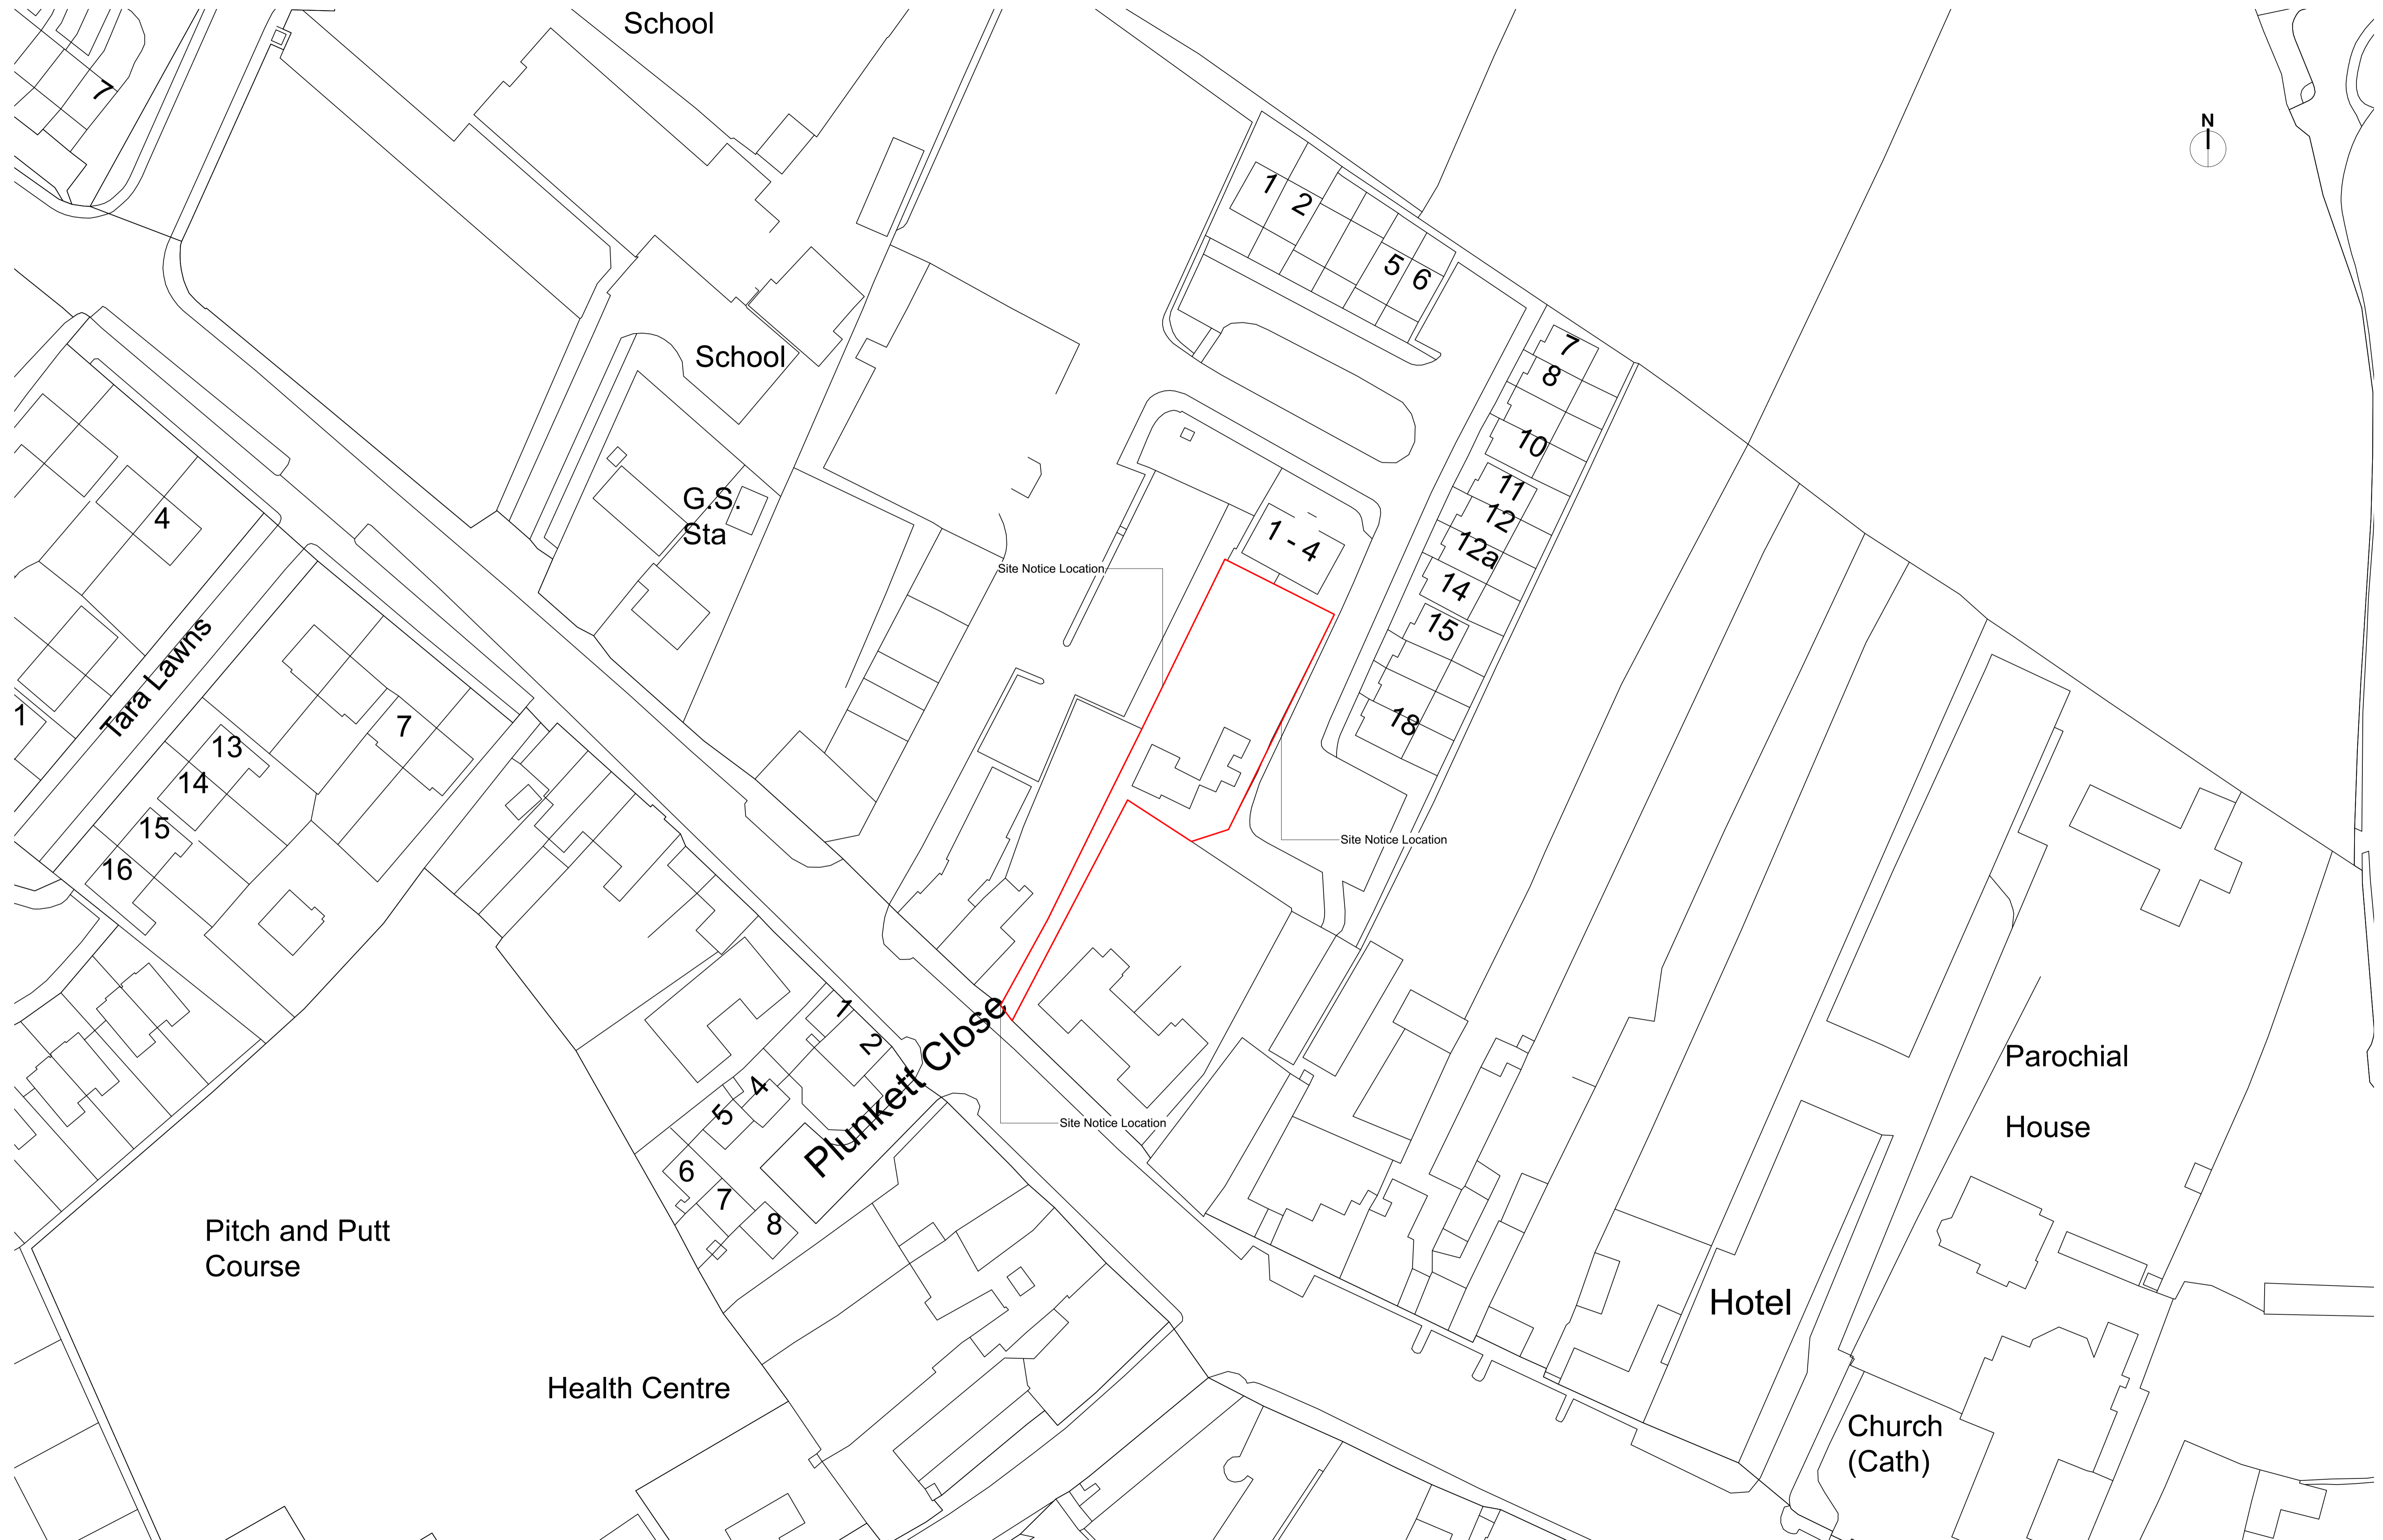 School
7
N
1
2
5
6
School
7
8
10
G.S.
Sta
11
12
12a
14
15
18
4
1 - 4
Site Notice Location
Tara Lawns
1
7
13
14
15
16
Site Notice Location
1
2
Plunkett Close
4
5
6
7
8
Site Notice Location
Parochial
House
Pitch and Putt
Course
Hotel
Health Centre
Church
(Cath)